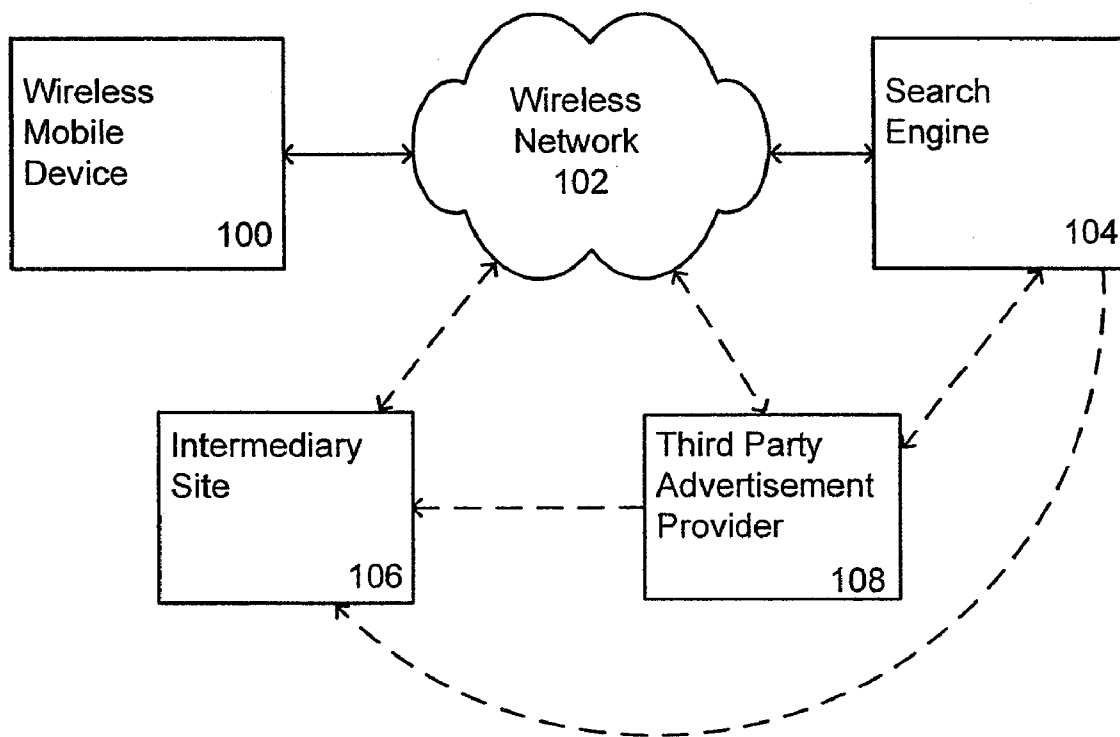 Wireless
Mobile
Device
100
Wireless
Network
102
Search
Engine
104
Intermediary
Site
106
Third Party
Advertisement
Provider
108